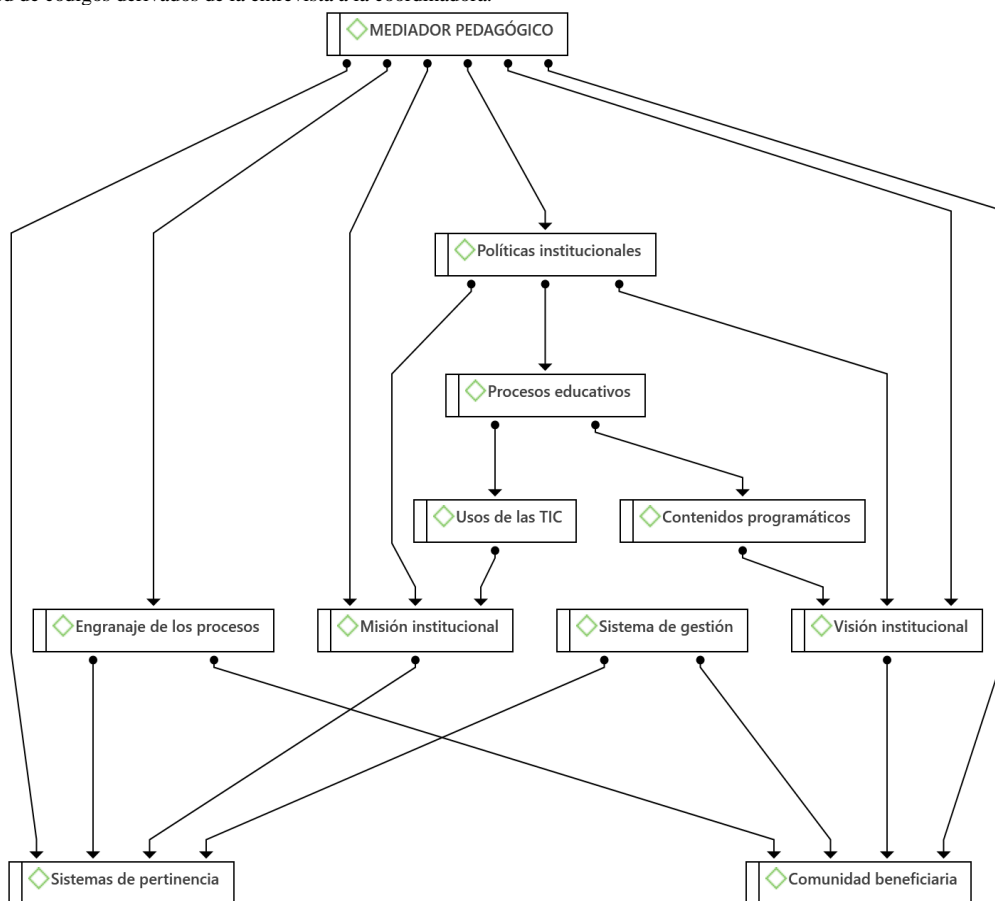 MEDIADOR PEDAGÓGICO
Políticas institucionales
Procesos educativos
Usos de las TIC
Contenidos programáticos
Engranaje de los procesos
Misión institucional
Sistema de gestión
Visión institucional
Sistemas de pertinencia
Comunidad beneficiaria